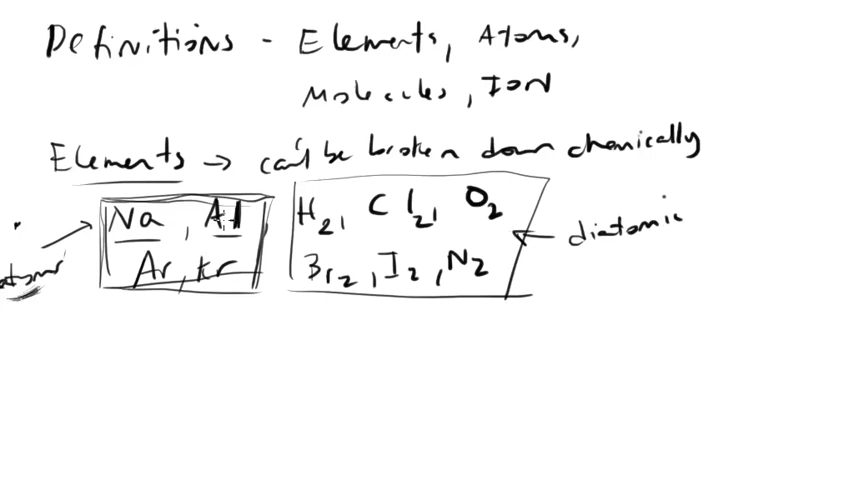 Definitions - Elements, Atoms,
Molecules, Ion
Elements → can't be broken down chemically
Na, Al
Ar, Kr
atoms
H2, Cl2, O2
Br2, I2, N2
diatomic